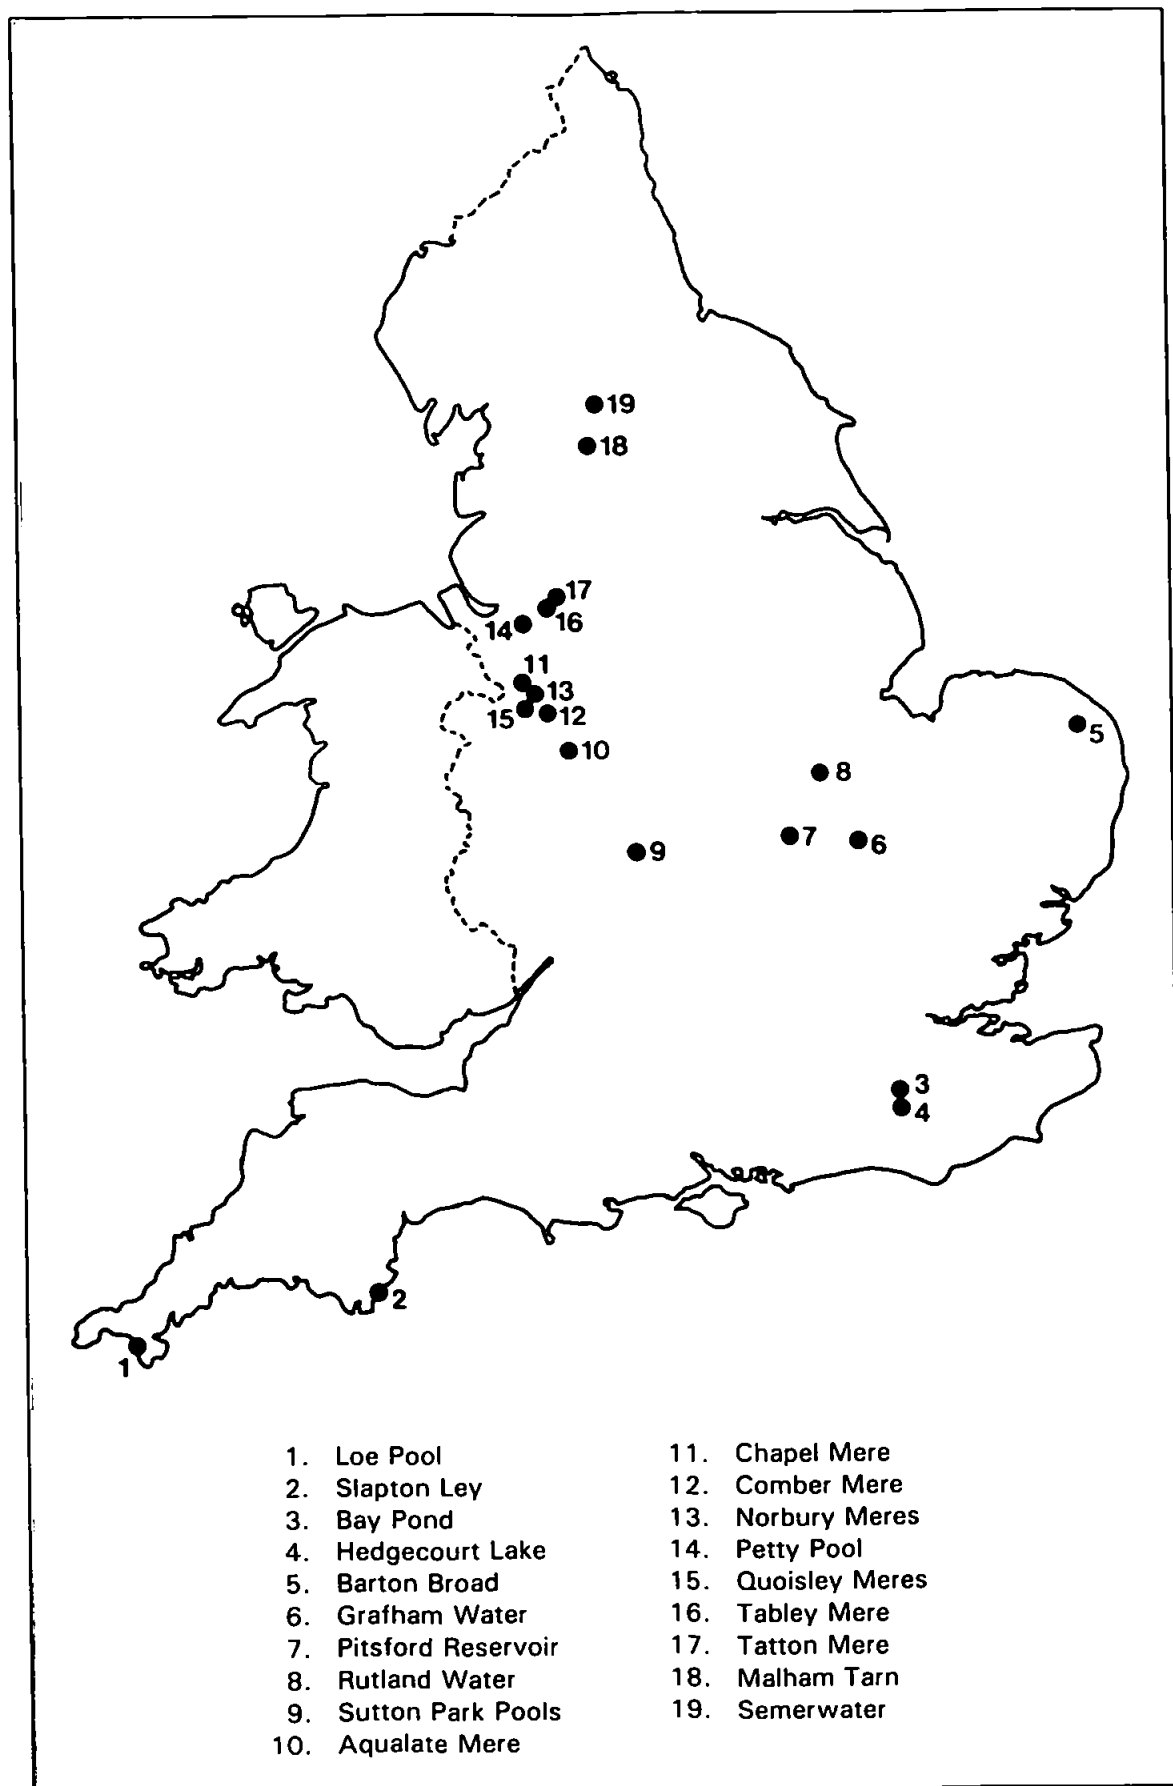 19
18
17
16
14
11
13
15
12
10
5
8
7
6
9
3
4
2
1
1. Loe Pool
2. Slapton Ley
3. Bay Pond
4. Hedgecourt Lake
5. Barton Broad
6. Grafham Water
7. Pitsford Reservoir
8. Rutland Water
9. Sutton Park Pools
10. Aqualate Mere
11. Chapel Mere
12. Comber Mere
13. Norbury Meres
14. Petty Pool
15. Quoisley Meres
16. Tabley Mere
17. Tatton Mere
18. Malham Tarn
19. Semerwater